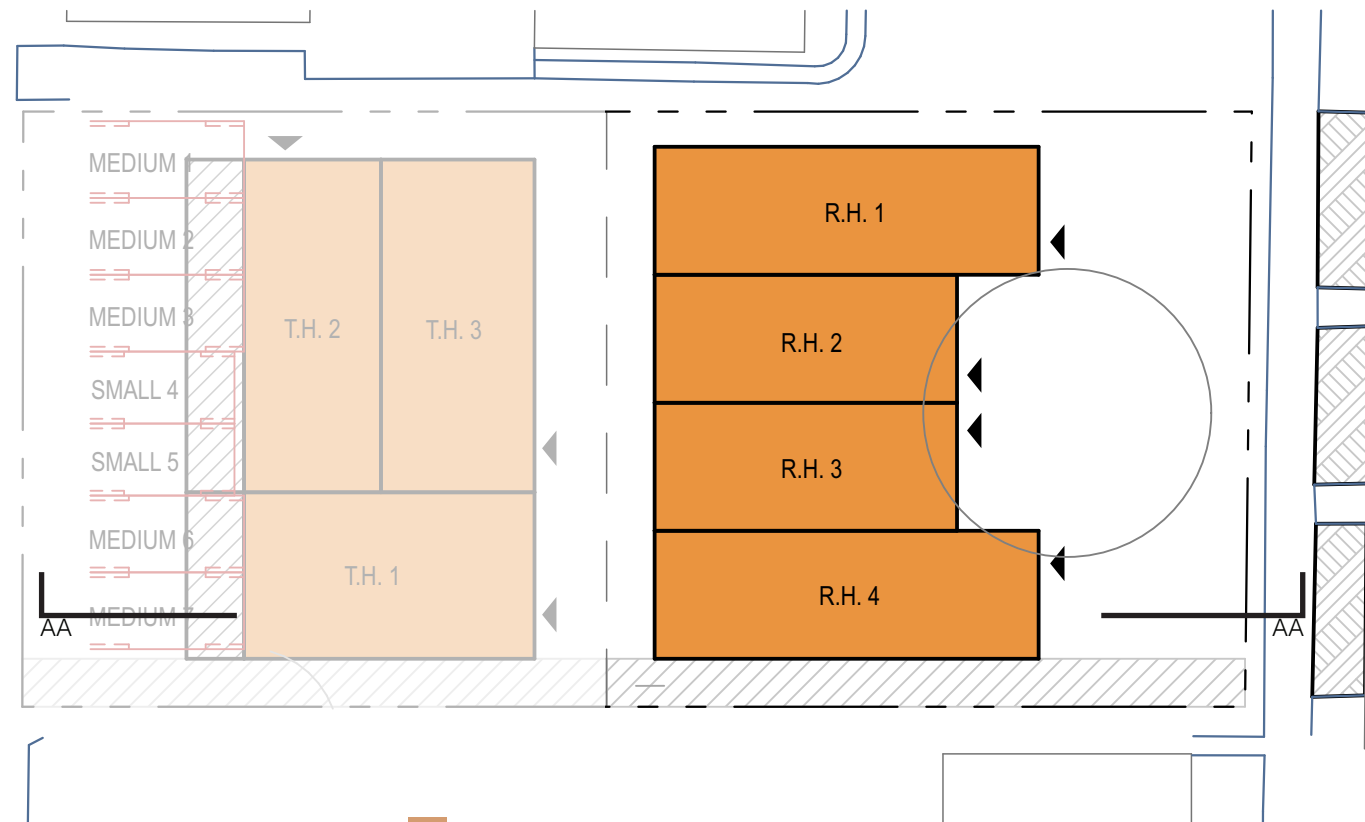 MEDIUM 1
MEDIUM 2
MEDIUM 3
SMALL 4
SMALL 5
MEDIUM 6
MEDIUM 7
AA
T.H. 2
T.H. 3
T.H. 1
R.H. 1
R.H. 2
R.H. 3
R.H. 4
AA